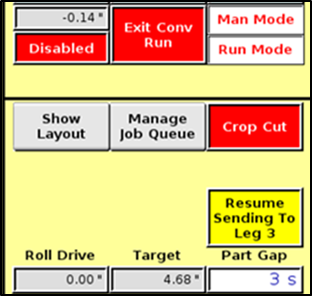 -0.14 "
Exit Conv
Run
Man Mode
Disabled
Run Mode
Show
Layout
Manage
Job Queue
Crop Cut
Resume
Sending To
Leg 3
Roll Drive
Target
Part Gap
0.00 "
4.68 "
3 s